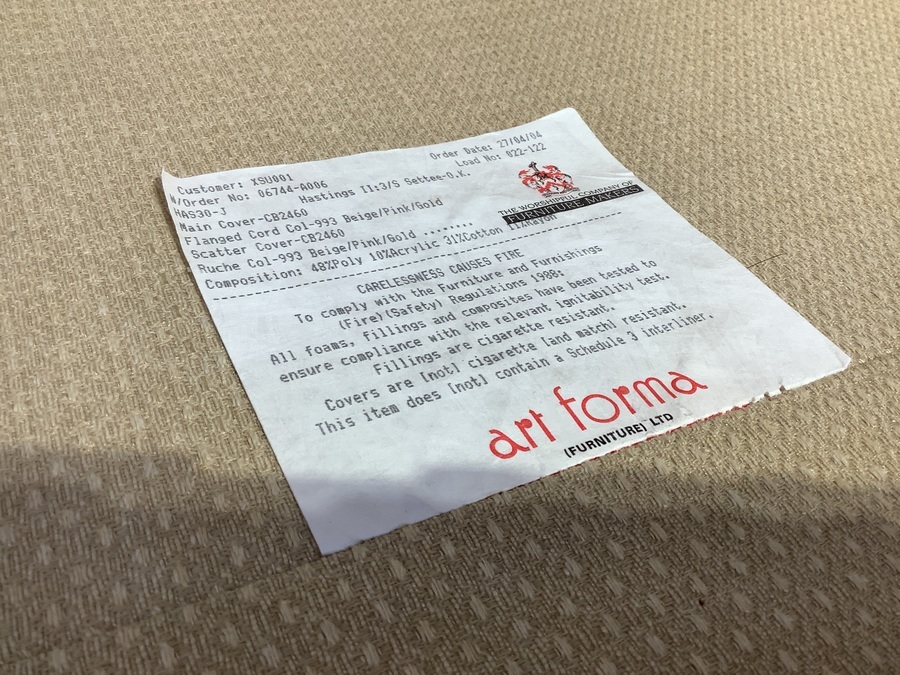 Order Date: 27/04/04
Load No: 022-122
Customer: XSU001
W/Order No: 06744-A006
HAS30-J Hastings II:3/S Settee-O.K.
Main Cover-CB2460
Flanged Cord Col-993 Beige/Pink/Gold
Scatter Cover-CB2460
Ruche Col-993 Beige/Pink/Gold ........
Composition: 48%Poly 10%Acrylic 31%Cotton 11%Rayon
THE WORSHIPFUL COMPANY OF
FURNITURE MAKERS
CARELESSNESS CAUSES FIRE
To comply with the Furniture and Furnishings
(Fire)(Safety) Regulations 1988:
All foams, fillings and composites have been tested to
ensure compliance with the relevant ignitability test.
Fillings are cigarette resistant.
Covers are [not] cigarette [and match] resistant.
This item does [not] contain a Schedule 3 interliner.
art forma
(FURNITURE) LTD